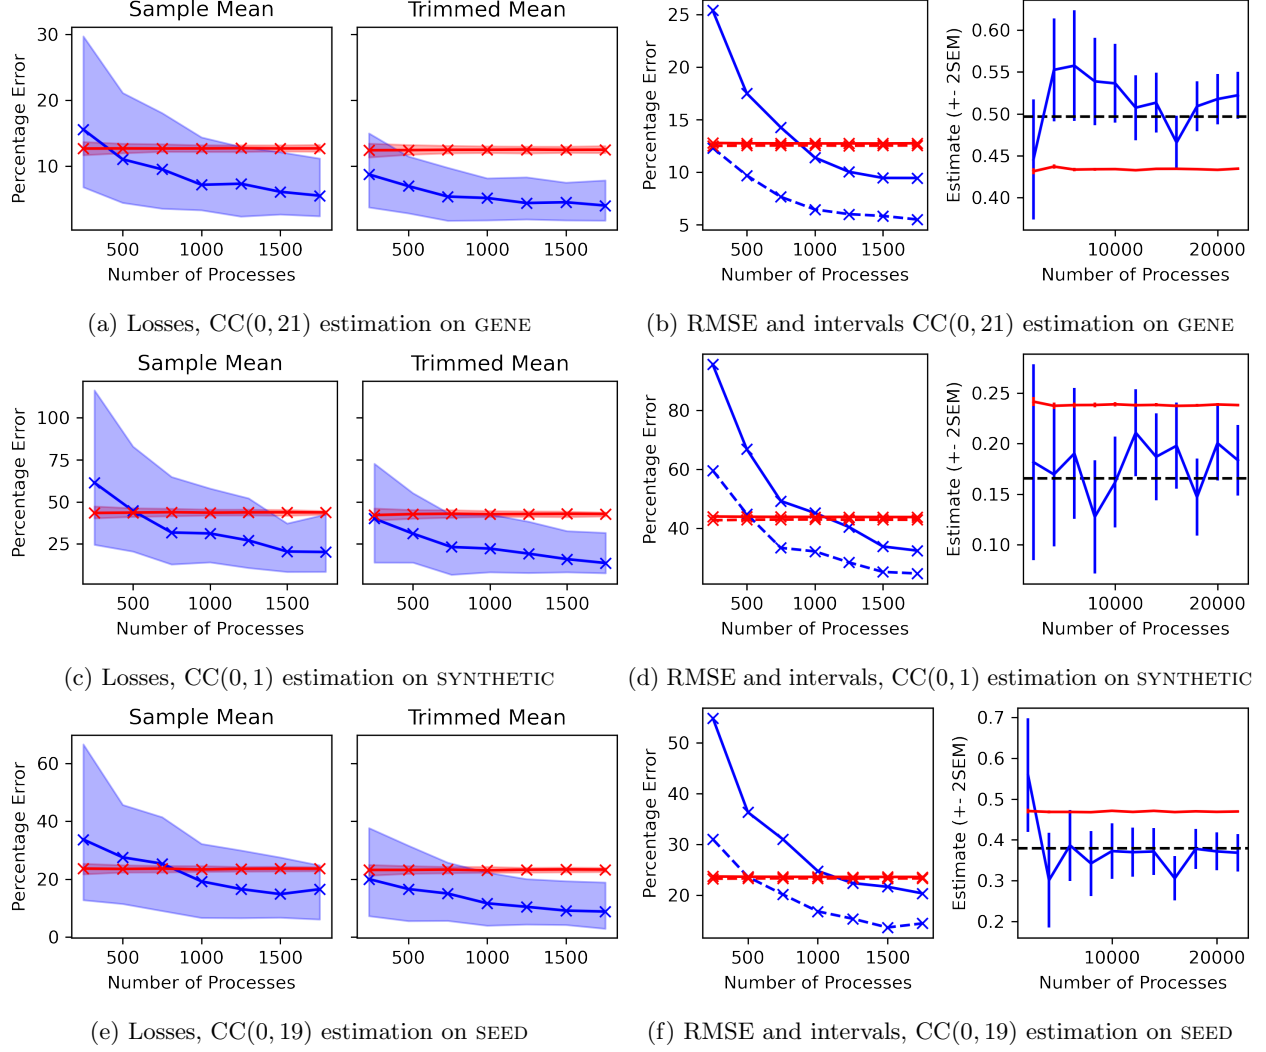 Sample Mean
Trimmed Mean
Percentage Error
30
20
10
500
1000
1500
500
1000
1500
Number of Processes
Number of Processes
Percentage Error
25
20
15
10
5
500
1000
1500
Number of Processes
Estimate (+- 2SEM)
0.60
0.55
0.50
0.45
0.40
10000
20000
Number of Processes
(a) Losses, CC(0, 21) estimation on GENE
(b) RMSE and intervals CC(0, 21) estimation on GENE
Sample Mean
Trimmed Mean
Percentage Error
100
75
50
25
500
1000
1500
500
1000
1500
Number of Processes
Number of Processes
Percentage Error
80
60
40
500
1000
1500
Number of Processes
Estimate (+- 2SEM)
0.25
0.20
0.15
0.10
10000
20000
Number of Processes
(c) Losses, CC(0, 1) estimation on SYNTHETIC
(d) RMSE and intervals, CC(0, 1) estimation on SYNTHETIC
Sample Mean
Trimmed Mean
Percentage Error
60
40
20
0
500
1000
1500
500
1000
1500
Number of Processes
Number of Processes
Percentage Error
50
40
30
20
500
1000
1500
Number of Processes
Estimate (+- 2SEM)
0.7
0.6
0.5
0.4
0.3
0.2
10000
20000
Number of Processes
(e) Losses, CC(0, 19) estimation on SEED
(f) RMSE and intervals, CC(0, 19) estimation on SEED